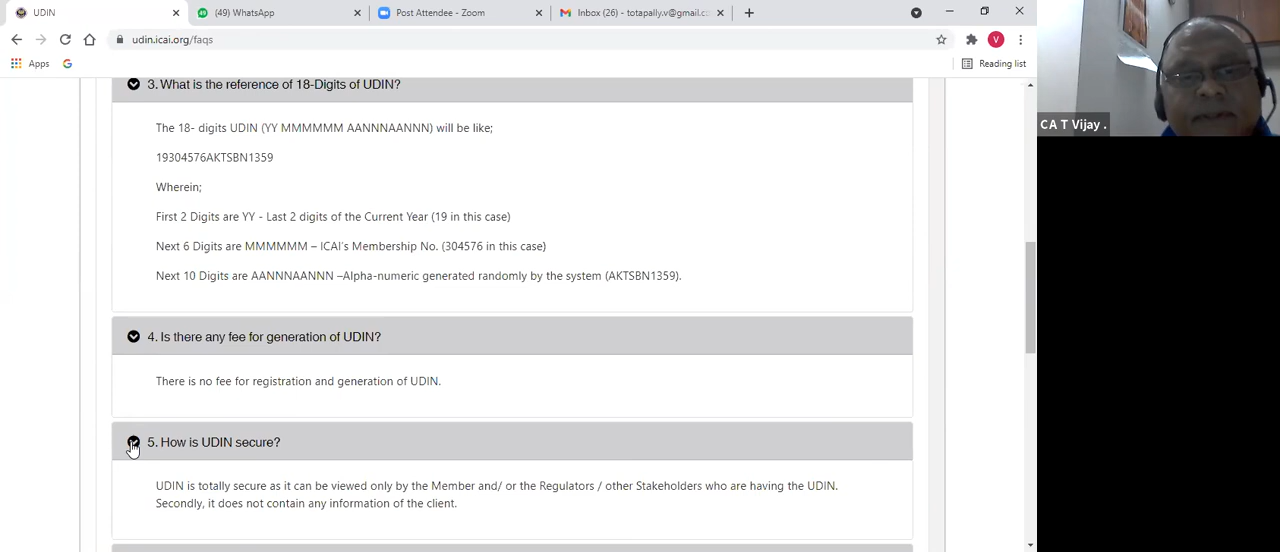 UDIN
(49) WhatsApp
Post Attendee - Zoom
Inbox (26) - totapally.v@gmail.c
udin.icai.org/faqs
V
Apps
Reading list
3. What is the reference of 18-Digits of UDIN?
The 18- digits UDIN (YY MMMMMM AANNNAANNN) will be like;
19304576AKTSBN1359
Wherein;
First 2 Digits are YY - Last 2 digits of the Current Year (19 in this case)
Next 6 Digits are MMMMMM – ICAI's Membership No. (304576 in this case)
Next 10 Digits are AANNNAANNN –Alpha-numeric generated randomly by the system (AKTSBN1359).
4. Is there any fee for generation of UDIN?
There is no fee for registration and generation of UDIN.
5. How is UDIN secure?
UDIN is totally secure as it can be viewed only by the Member and/ or the Regulators / other Stakeholders who are having the UDIN.
Secondly, it does not contain any information of the client.
CA T Vijay .